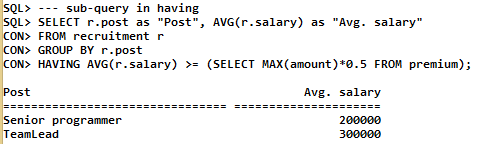 SQL> --- sub-query in having
SQL> SELECT r.post as "Post", AVG(r.salary) as "Avg. salary"
CON> FROM recruitment r
CON> GROUP BY r.post
CON> HAVING AVG(r.salary) >= (SELECT MAX(amount)*0.5 FROM premium);
Post Avg. salary
=============================== =====================
Senior programmer 200000
TeamLead 300000